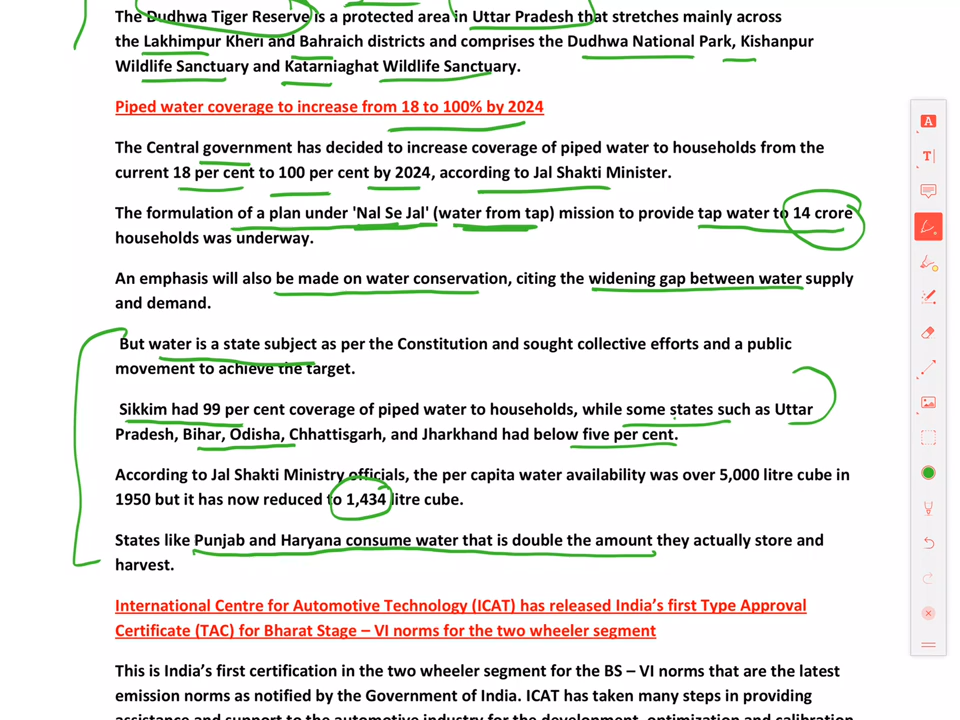 The Dudhwa Tiger Reserve is a protected area in Uttar Pradesh that stretches mainly across
the Lakhimpur Kheri and Bahraich districts and comprises the Dudhwa National Park, Kishanpur
Wildlife Sanctuary and Katarniaghat Wildlife Sanctuary.
Piped water coverage to increase from 18 to 100% by 2024
The Central government has decided to increase coverage of piped water to households from the
current 18 per cent to 100 per cent by 2024, according to Jal Shakti Minister.
The formulation of a plan under 'Nal Se Jal' (water from tap) mission to provide tap water to 14 crore
households was underway.
An emphasis will also be made on water conservation, citing the widening gap between water supply
and demand.
But water is a state subject as per the Constitution and sought collective efforts and a public
movement to achieve the target.
Sikkim had 99 per cent coverage of piped water to households, while some states such as Uttar
Pradesh, Bihar, Odisha, Chhattisgarh, and Jharkhand had below five per cent.
According to Jal Shakti Ministry officials, the per capita water availability was over 5,000 litre cube in
1950 but it has now reduced to 1,434 litre cube.
States like Punjab and Haryana consume water that is double the amount they actually store and
harvest.
International Centre for Automotive Technology (ICAT) has released India's first Type Approval
Certificate (TAC) for Bharat Stage – VI norms for the two wheeler segment
This is India's first certification in the two wheeler segment for the BS – VI norms that are the latest
emission norms as notified by the Government of India. ICAT has taken many steps in providing
assistance and support to the automotive industry for the development, optimization and calibration
A
T